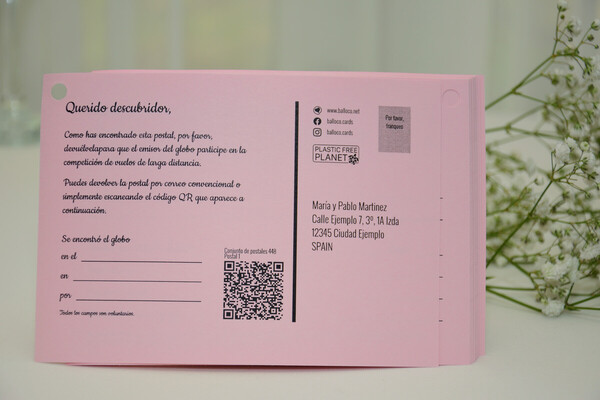 Querido descubridor,
Como has encontrado esta postal, por favor,
devuélvelapara que el emisor del globo participe en la
competición de vuelos de larga distancia.
Puedes devolver la postal por correo convencional o
simplemente escaneando el código QR que aparece a
continuación.
Se encontró el globo
en el
en
por
Todos los campos son voluntarios.
Conjunto de postales 448
Postal 1
www.balloca.net
balloca.cards
balloca.cards
PLASTIC FREE
PLANET
Por favor,
franquee
María y Pablo Martinez
Calle Ejemplo 7, 3º, 1A Izda
12345 Ciudad Ejemplo
SPAIN